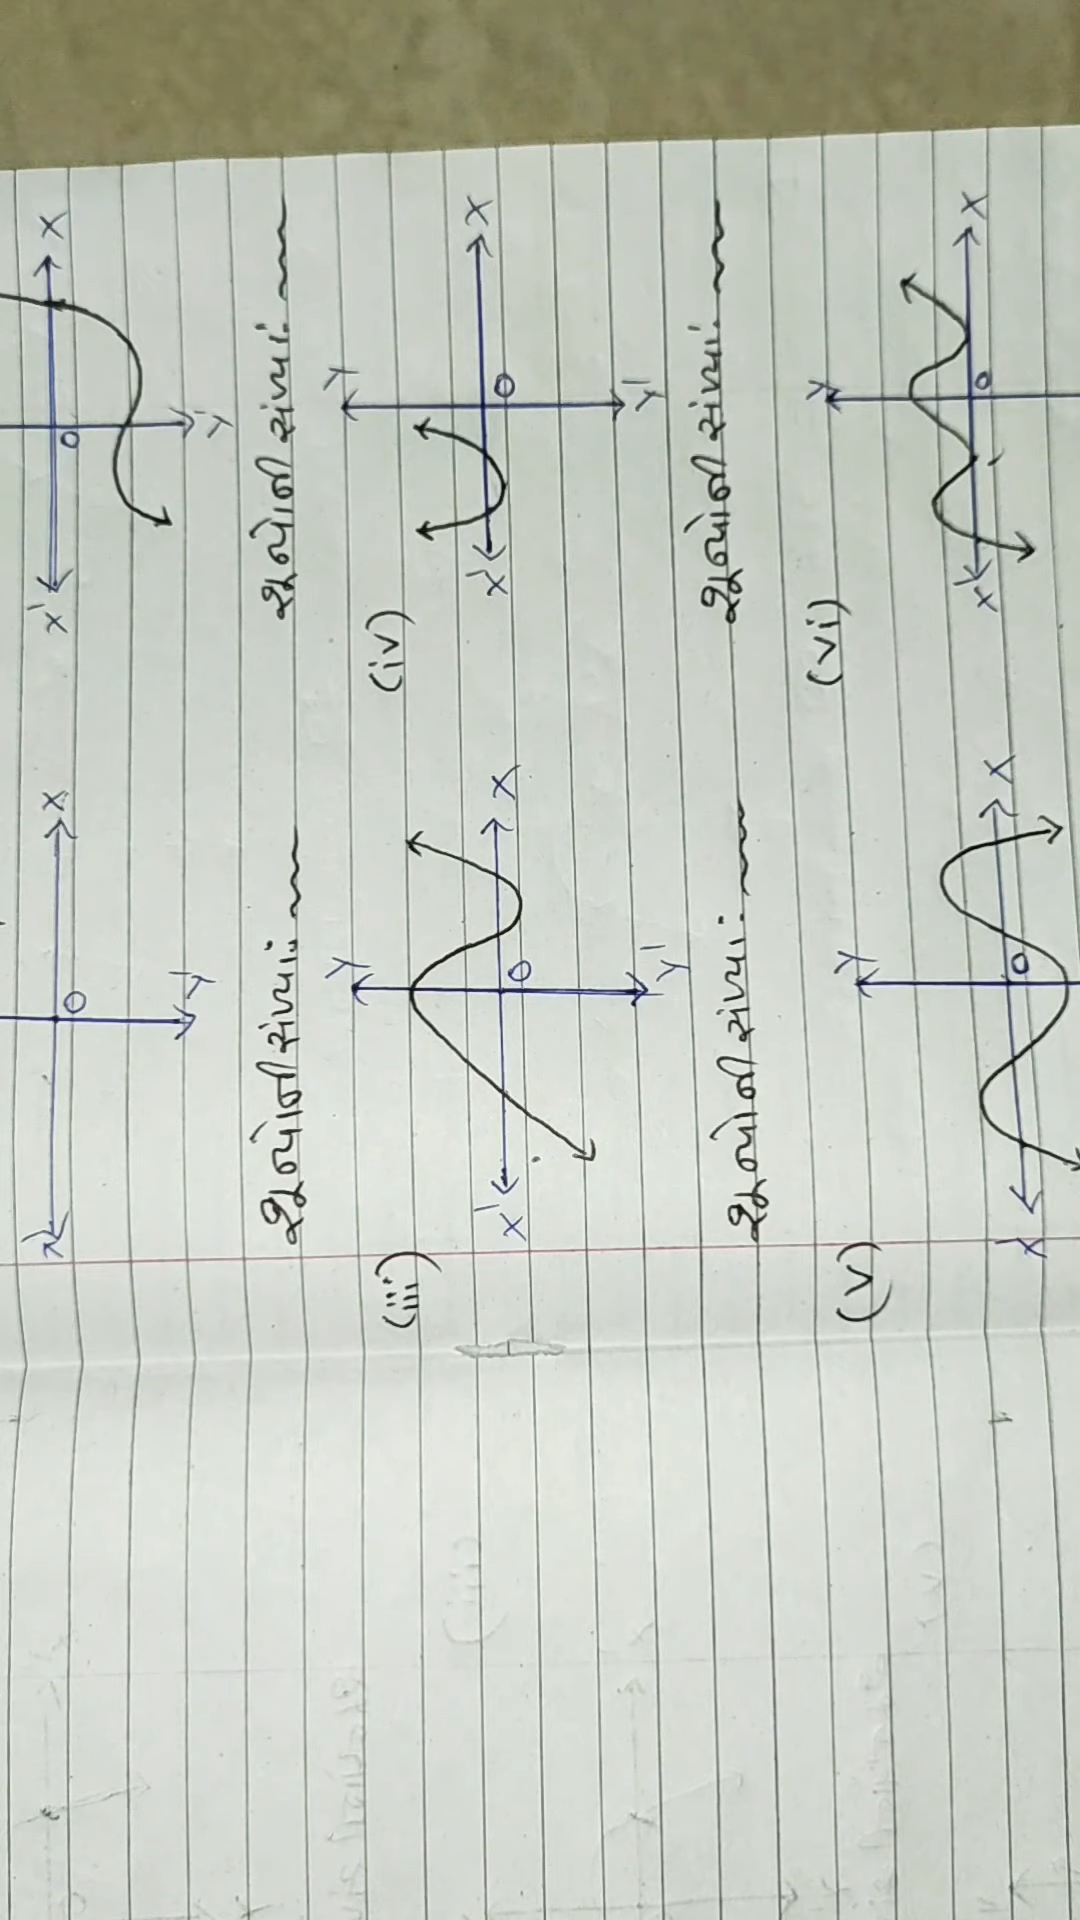 X' O X Y'
X' O X Y'
શૂન્યોની સંખ્યા:
શૂન્યોની સંખ્યા:
(iii)
Y
X' O X
Y'
(iv)
Y
X' O X
Y'
શૂન્યોની સંખ્યા:
શૂન્યોની સંખ્યા:
(v)
Y
X' O X
(vi)
Y
X' O X